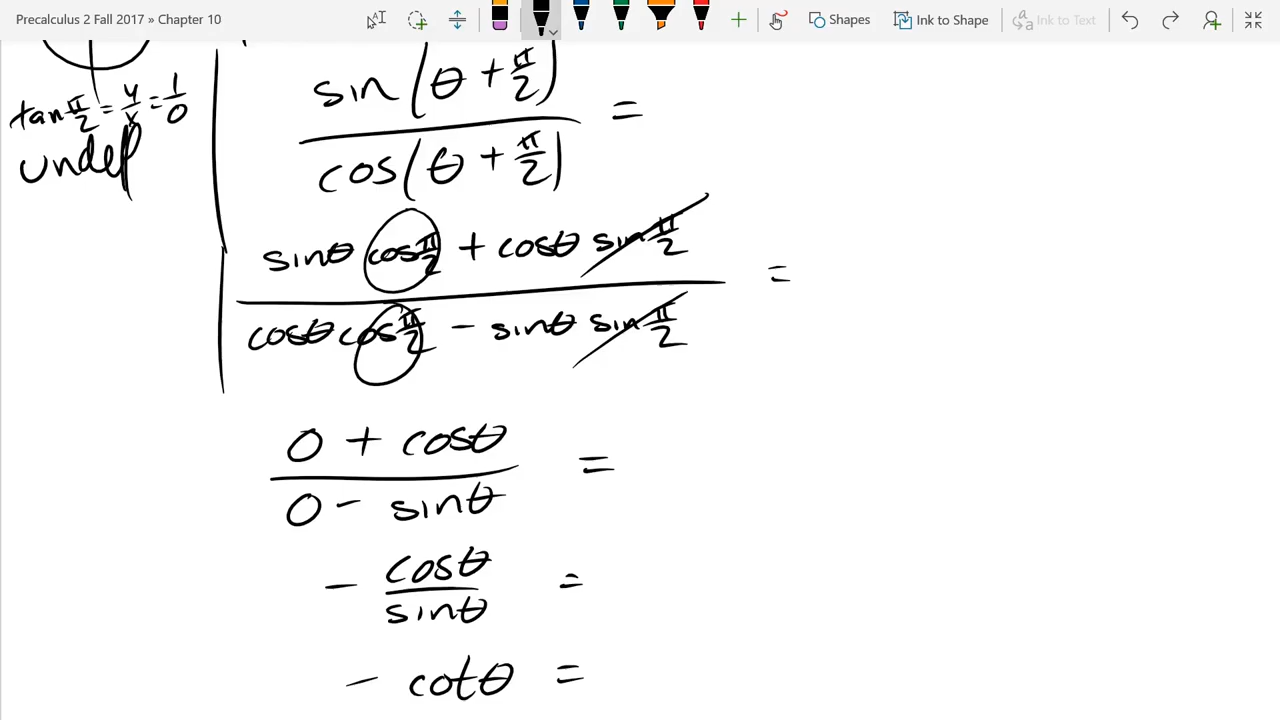 Precalculus 2 Fall 2017 » Chapter 10
Shapes
Ink to Shape
Ink to Text
tan π/2 = y/x = 1/0
undef
sin(θ + π/2)
/ cos(θ + π/2) =
sinθ cos π/2 + cosθ sin π/2
/ cosθ cos π/2 - sinθ sin π/2 =
0 + cosθ
/ 0 - sinθ =
- cosθ / sinθ =
- cotθ =